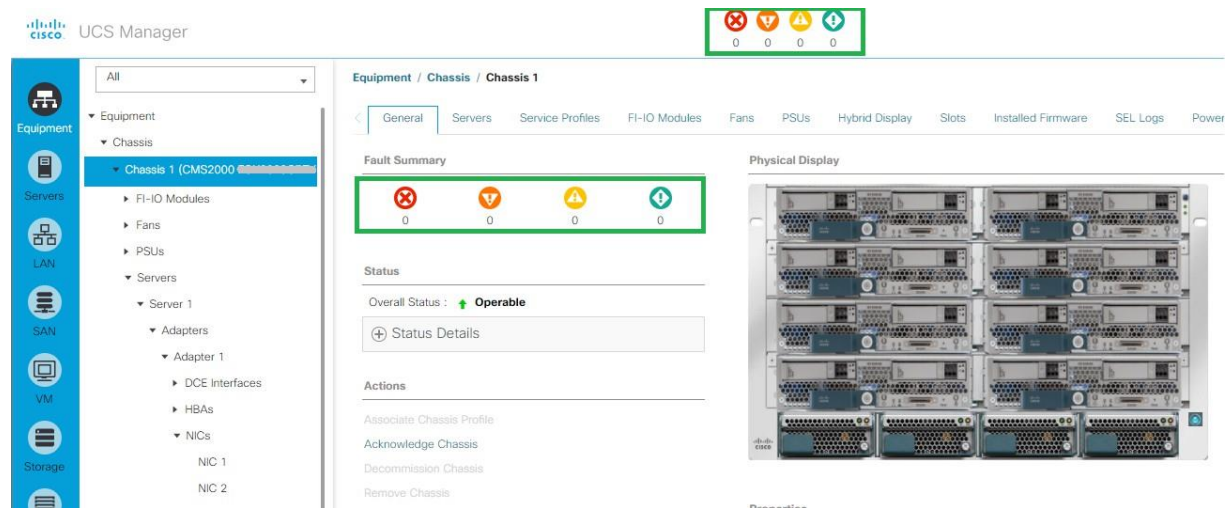 CISCO
UCS Manager
0 0 0 0
All
Equipment / Chassis / Chassis 1
Equipment
Servers
LAN
SAN
VM
Storage
Equipment
Chassis
Chassis 1 (CMS2000
FI-IO Modules
Fans
PSUs
Servers
Server 1
Adapters
Adapter 1
DCE Interfaces
HBAs
NICs
NIC 1
NIC 2
General Servers Service Profiles FI-IO Modules Fans PSUs Hybrid Display Slots Installed Firmware SEL Logs Power
Fault Summary
0 0 0 0
Status
Overall Status : Operable
Status Details
Actions
Associate Chassis Profile
Acknowledge Chassis
Decommission Chassis
Remove Chassis
Physical Display
CISCO
Properties